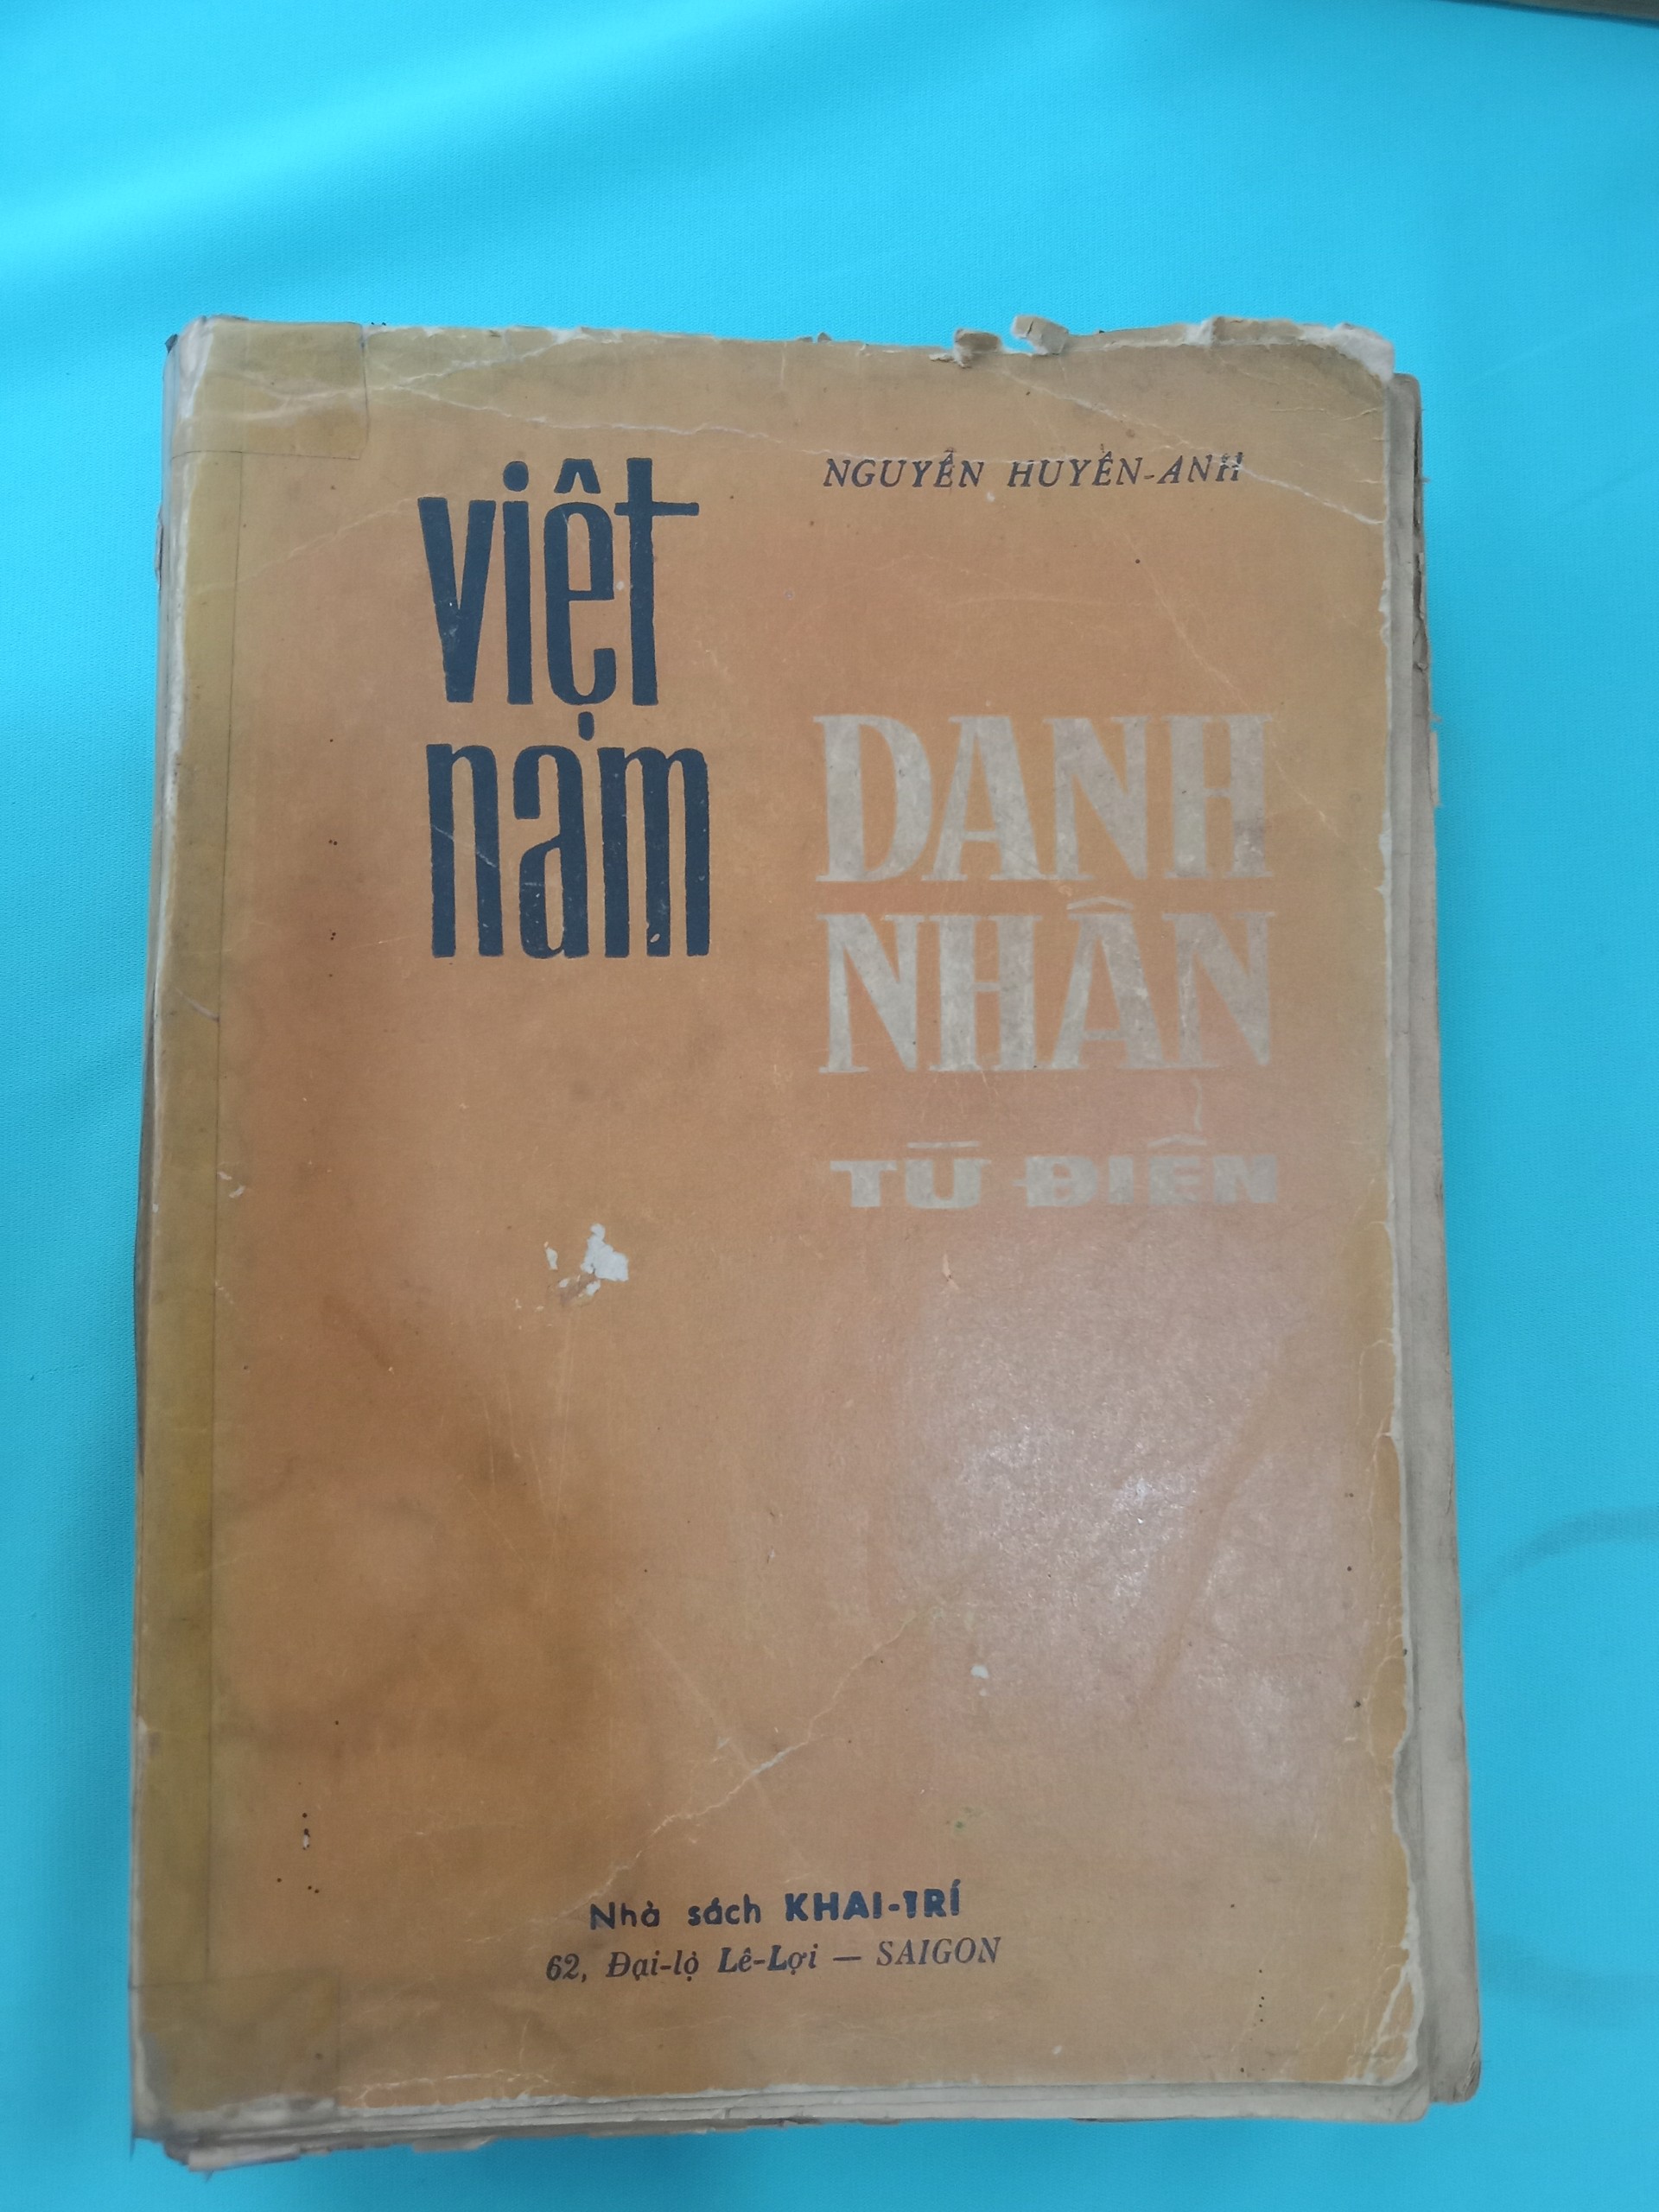 NGUYỄN HUYỀN-ANH
việt
nam
DANH
NHÂN
TỪ ĐIỂN
Nhà sách KHAI-TRÍ
62, Đại-lộ Lê-Lợi — SAIGON